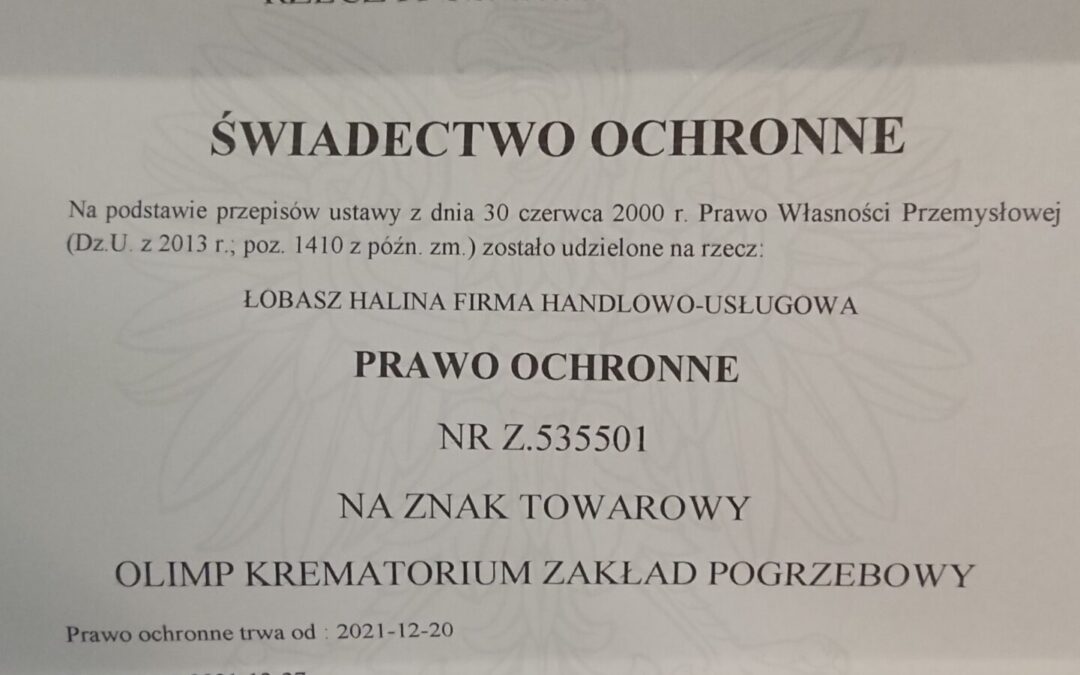 ŚWIADECTWO OCHRONNE
Na podstawie przepisów ustawy z dnia 30 czerwca 2000 r. Prawo Własności Przemysłowej
(Dz.U. z 2013 r.; poz. 1410 z późn. zm.) zostało udzielone na rzecz:
ŁOBASZ HALINA FIRMA HANDLOWO-USŁUGOWA
PRAWO OCHRONNE
NR Z.535501
NA ZNAK TOWAROWY
OLIMP KREMATORIUM ZAKŁAD POGRZEBOWY
Prawo ochronne trwa od : 2021-12-20